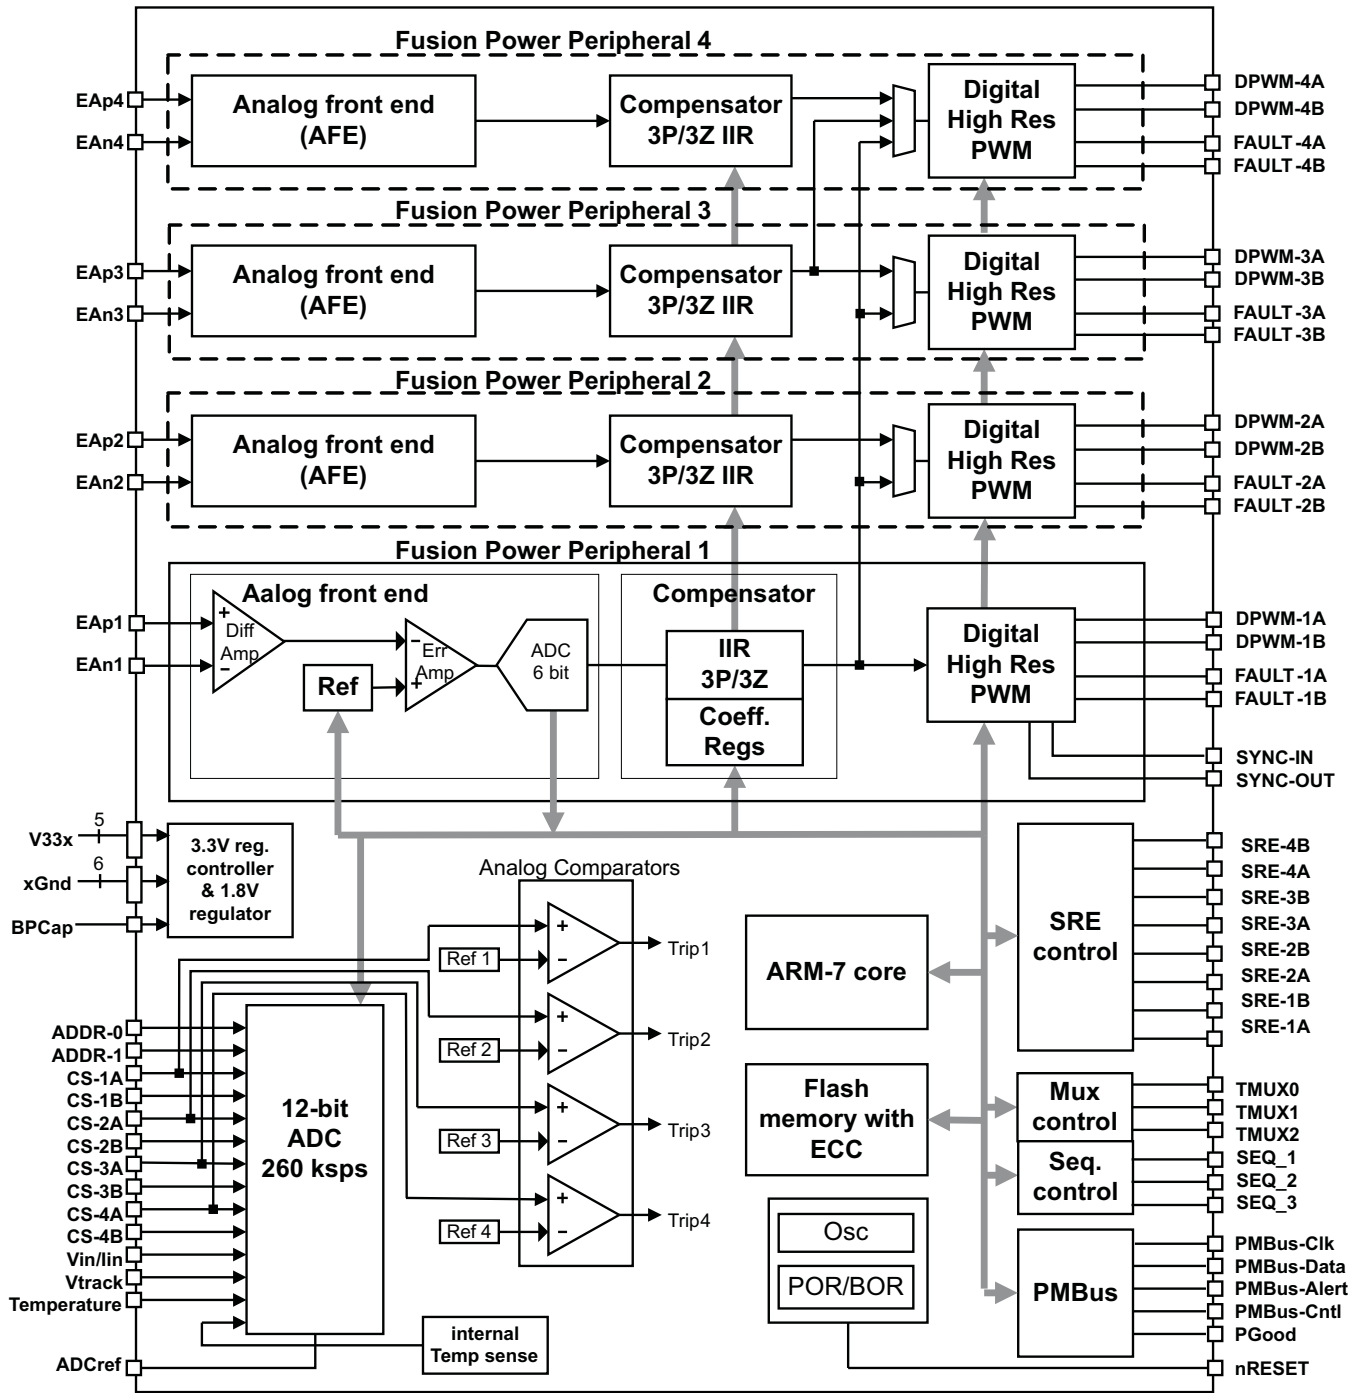 Fusion Power Peripheral 4
EAp4
EAn4
Analog front end
(AFE)
Compensator
3P/3Z IIR
Digital
High Res
PWM
DPWM-4A
DPWM-4B
FAULT-4A
FAULT-4B
Fusion Power Peripheral 3
EAp3
EAn3
Analog front end
(AFE)
Compensator
3P/3Z IIR
Digital
High Res
PWM
DPWM-3A
DPWM-3B
FAULT-3A
FAULT-3B
Fusion Power Peripheral 2
EAp2
EAn2
Analog front end
(AFE)
Compensator
3P/3Z IIR
Digital
High Res
PWM
DPWM-2A
DPWM-2B
FAULT-2A
FAULT-2B
Fusion Power Peripheral 1
EAp1
EAn1
Aalog front end
+
Diff
Amp
−
Ref
−
Err
Amp
+
ADC
6 bit
Compensator
IIR
3P/3Z
Coeff.
Regs
Digital
High Res
PWM
DPWM-1A
DPWM-1B
FAULT-1A
FAULT-1B
SYNC-IN
SYNC-OUT
V33x
5
xGnd
6
BPCap
3.3V reg.
controller
& 1.8V
regulator
Analog Comparators
Ref 1
+
−
Trip1
Ref 2
+
−
Trip2
Ref 3
+
−
Trip3
Ref 4
+
−
Trip4
ADDR-0
ADDR-1
CS-1A
CS-1B
CS-2A
CS-2B
CS-3A
CS-3B
CS-4A
CS-4B
Vin/Iin
Vtrack
Temperature
ADCref
12-bit
ADC
260 ksps
internal
Temp sense
ARM-7 core
Flash
memory with
ECC
Osc
POR/BOR
SRE
control
SRE-4B
SRE-4A
SRE-3B
SRE-3A
SRE-2B
SRE-2A
SRE-1B
SRE-1A
Mux
control
TMUX0
TMUX1
TMUX2
Seq.
control
SEQ_1
SEQ_2
SEQ_3
PMBus
PMBus-Clk
PMBus-Data
PMBus-Alert
PMBus-Cntl
PGood
nRESET